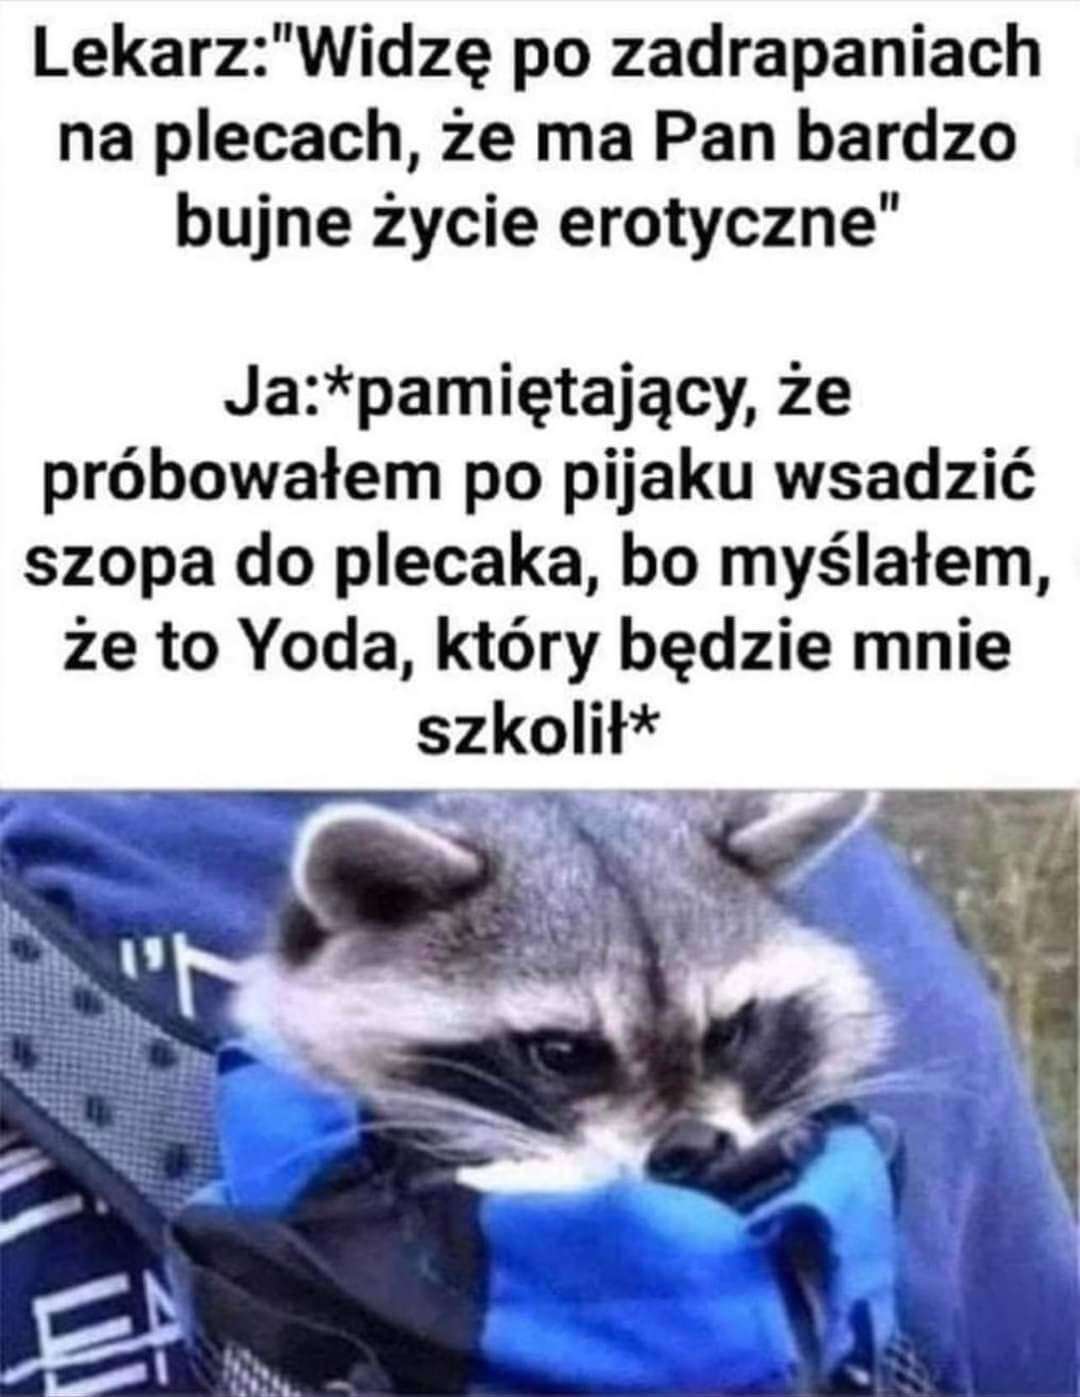 Lekarz:"Widzę po zadrapaniach
na plecach, że ma Pan bardzo
bujne życie erotyczne"
Ja:*pamiętający, że
próbowałem po pijaku wsadzić
szopa do plecaka, bo myślałem,
że to Yoda, który będzie mnie
szkolił*